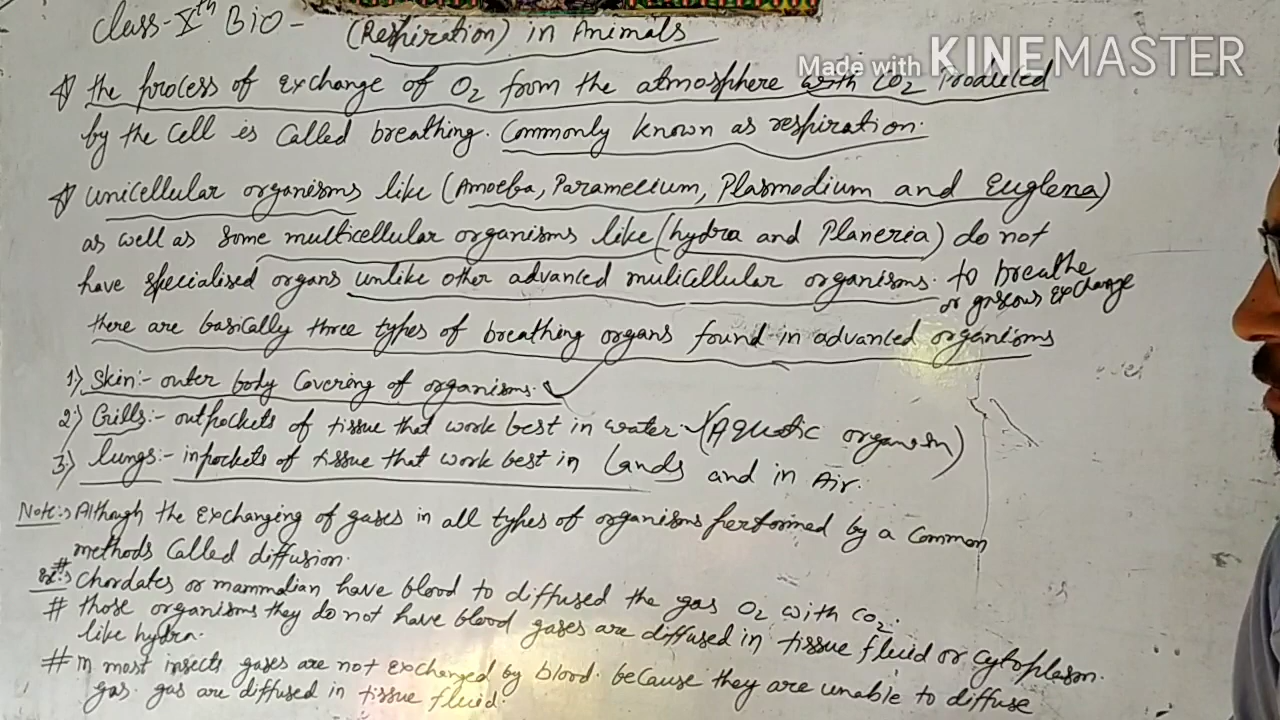 Class-Xth Bio- (Respiration) in Animals
Made with KINEMASTER
the process of exchange of O2 from the atmosphere with CO2 Produced
by the cell is called breathing. Commonly known as respiration.
unicellular organisms like (Amoeba, Paramecium, Plasmodium and Euglena)
as well as some multicellular organisms like (hydra and Planeria) do not
have specialised organs unlike other advanced mulicellular organisms. to breathe
or gaseous exchange
there are basically three types of breathing organs found in advanced organisms
1) Skin:- outer body Covering of organisms.
2) Gills:- outpockets of tissue that work best in water (Aquatic organism)
3) lungs:- inpockets of tissue that work best in Lands and in Air.
Note:→ Although the exchanging of gases in all types of organisms performed by a common
methods called diffusion.
Ex:→ # Chordates or mammalian have blood to diffused the gas O2 with CO2.
# those organisms they do not have blood gases are diffused in tissue fluid or cytoplasm.
like hydra.
# in most insects gases are not exchanged by blood. because they are unable to diffuse
gas. gas are diffused in tissue fluid.